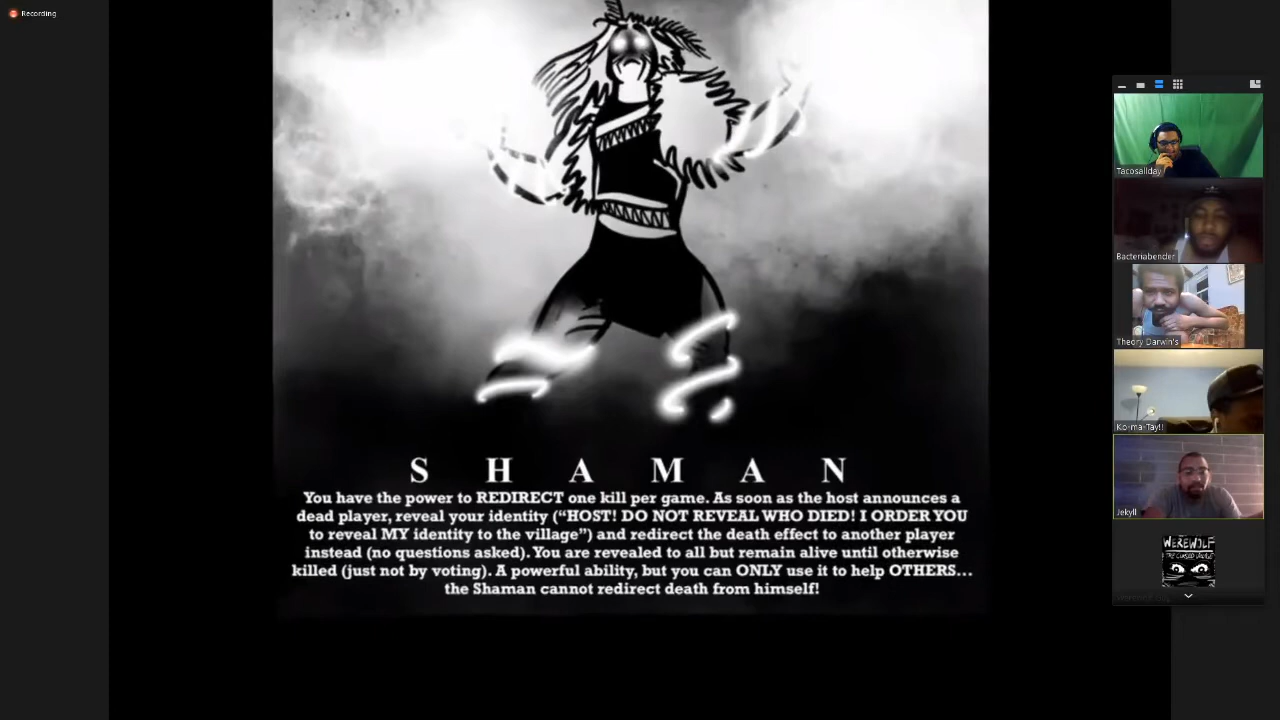 Recording
S H A M A N
You have the power to REDIRECT one kill per game. As soon as the host announces a
dead player, reveal your identity (“HOST! DO NOT REVEAL WHO DIED! I ORDER YOU
to reveal MY identity to the village”) and redirect the death effect to another player
instead (no questions asked). You are revealed to all but remain alive until otherwise
killed (just not by voting). A powerful ability, but you can ONLY use it to help OTHERS...
the Shaman cannot redirect death from himself!
Tacosallday
Bacteriabender
Theory Darwin's
Ko-ma-Tay!!
Jekyll
WEREWOLF